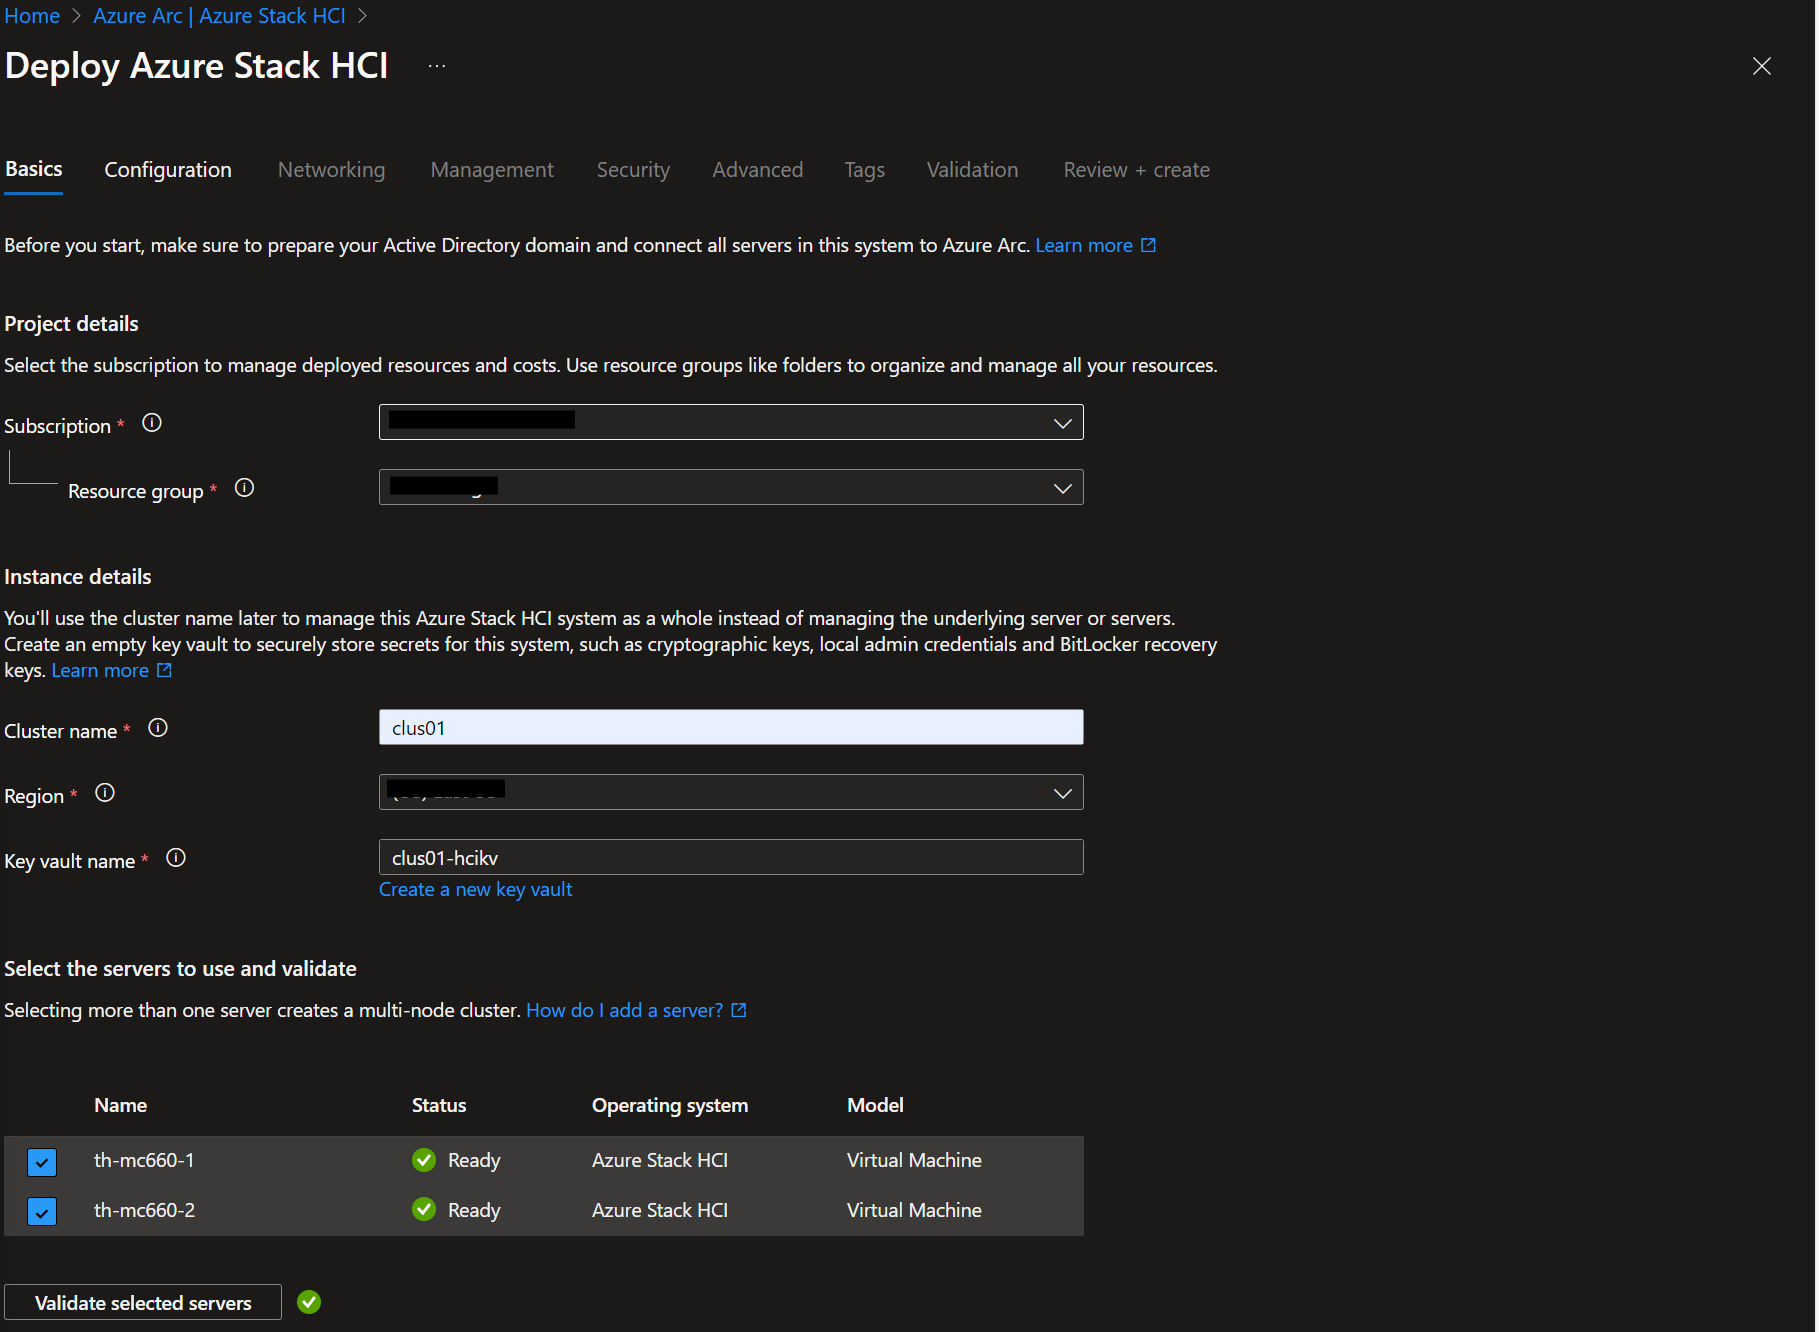 Home > Azure Arc | Azure Stack HCI >
Deploy Azure Stack HCI ...
Basics Configuration Networking Management Security Advanced Tags Validation Review + create
Before you start, make sure to prepare your Active Directory domain and connect all servers in this system to Azure Arc. Learn more
Project details
Select the subscription to manage deployed resources and costs. Use resource groups like folders to organize and manage all your resources.
Subscription *
Resource group *
Instance details
You'll use the cluster name later to manage this Azure Stack HCI system as a whole instead of managing the underlying server or servers.
Create an empty key vault to securely store secrets for this system, such as cryptographic keys, local admin credentials and BitLocker recovery
keys. Learn more
Cluster name * clus01
Region *
Key vault name * clus01-hcikv
Create a new key vault
Select the servers to use and validate
Selecting more than one server creates a multi-node cluster. How do I add a server?
Name Status Operating system Model
th-mc660-1 Ready Azure Stack HCI Virtual Machine
th-mc660-2 Ready Azure Stack HCI Virtual Machine
Validate selected servers